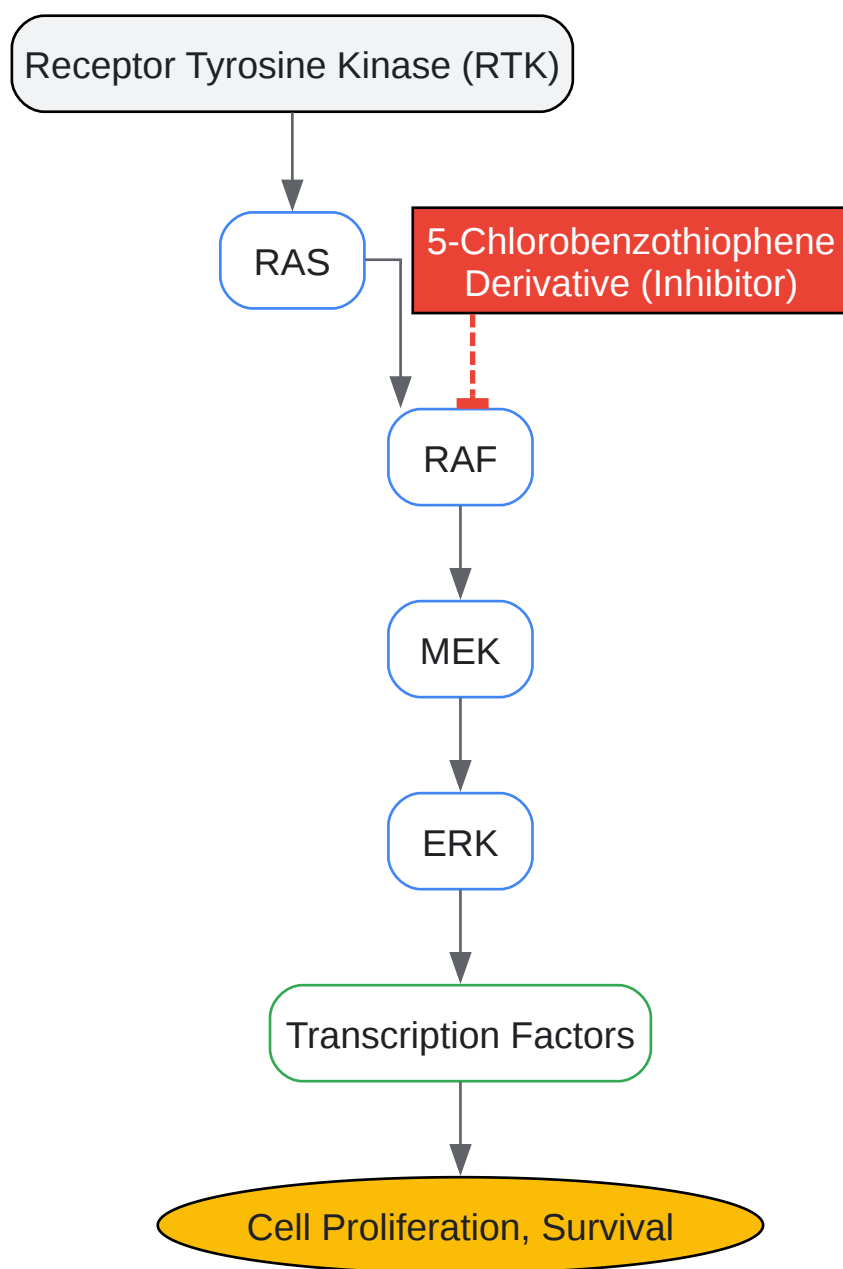 Receptor Tyrosine Kinase (RTK)
RAS
5-Chlorobenzothiophene
Derivative (Inhibitor)
RAF
MEK
ERK
Transcription Factors
Cell Proliferation, Survival